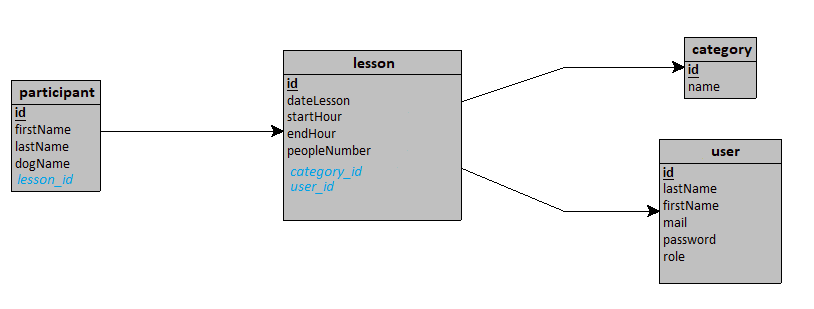 participant
id
firstName
lastName
dogName
lesson_id
lesson
id
dateLesson
startHour
endHour
peopleNumber
category_id
user_id
category
id
name
user
id
lastName
firstName
mail
password
role